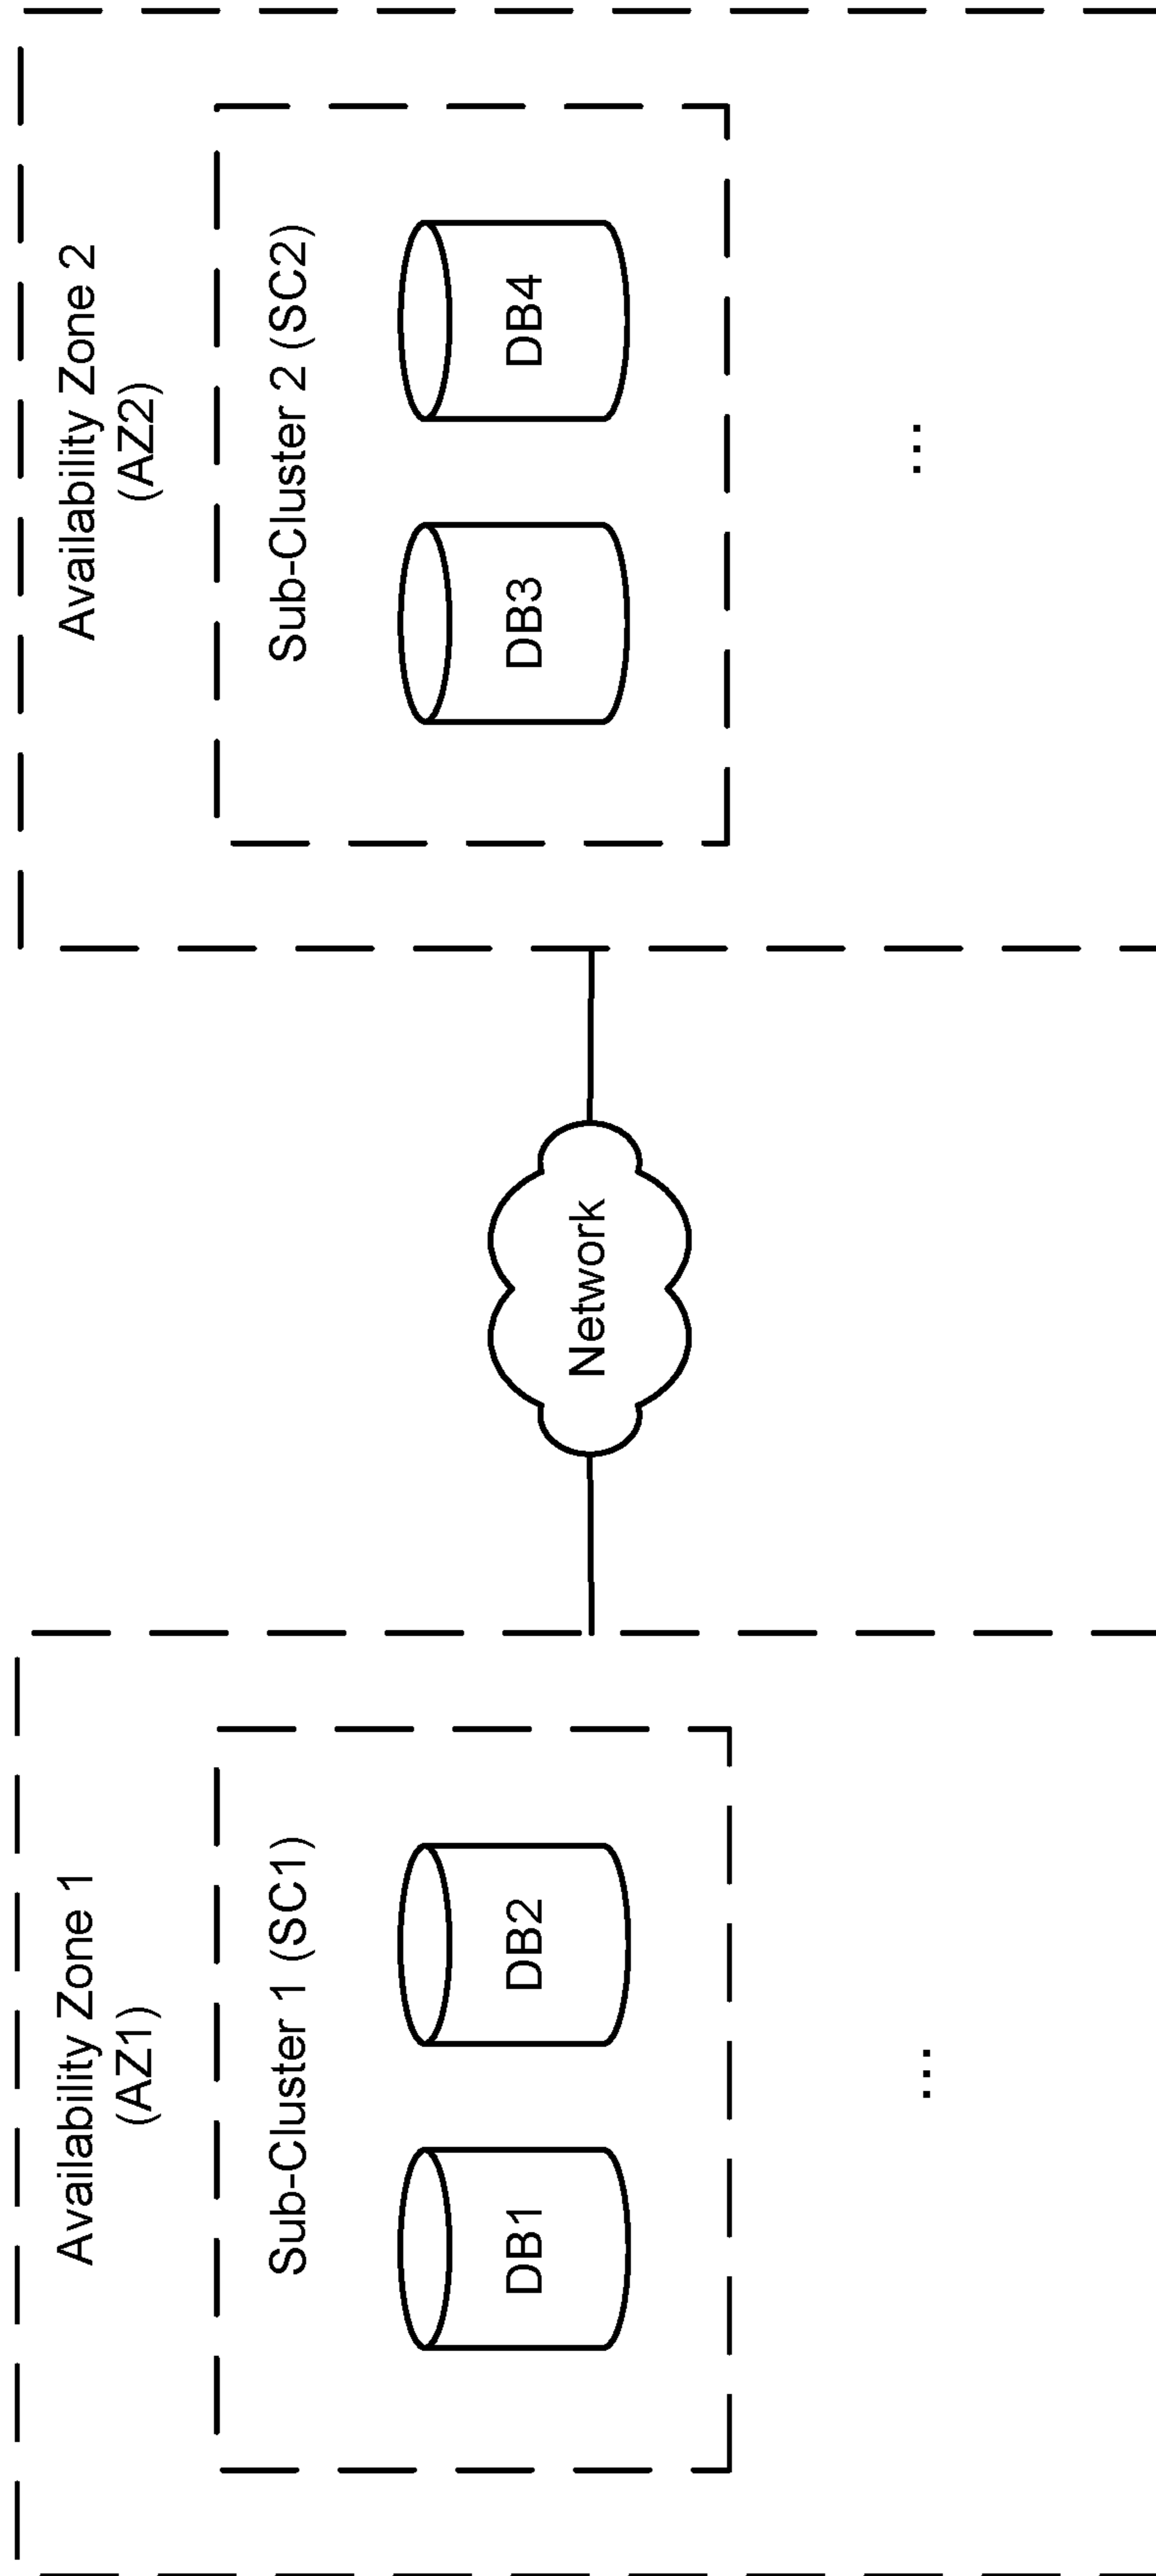 Availability Zone 1
(AZ1)
Sub-Cluster 1 (SC1)
DB1
DB2
...
Network
Availability Zone 2
(AZ2)
Sub-Cluster 2 (SC2)
DB3
DB4
...